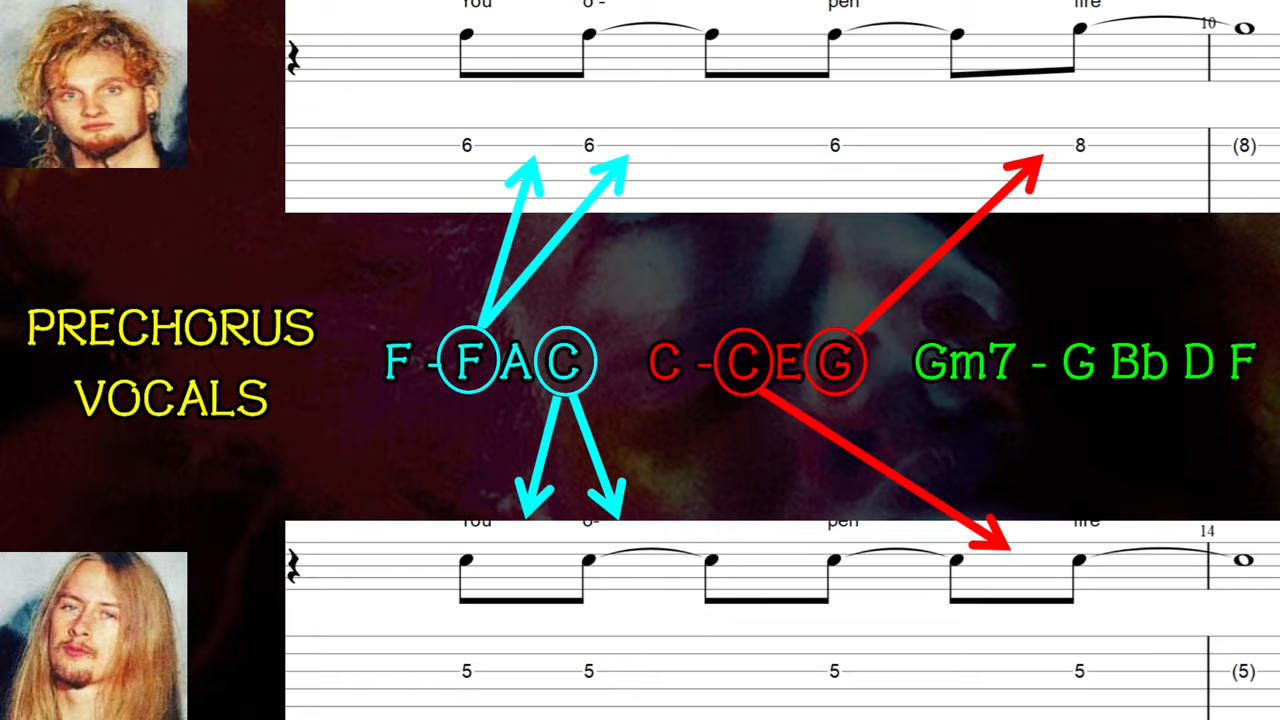 You o - pen fire
10
6 6 6 8 (8)
PRECHORUS
VOCALS
F - F A C C - C E G Gm7 - G Bb D F
You o- pen fire
14
5 5 5 5 (5)